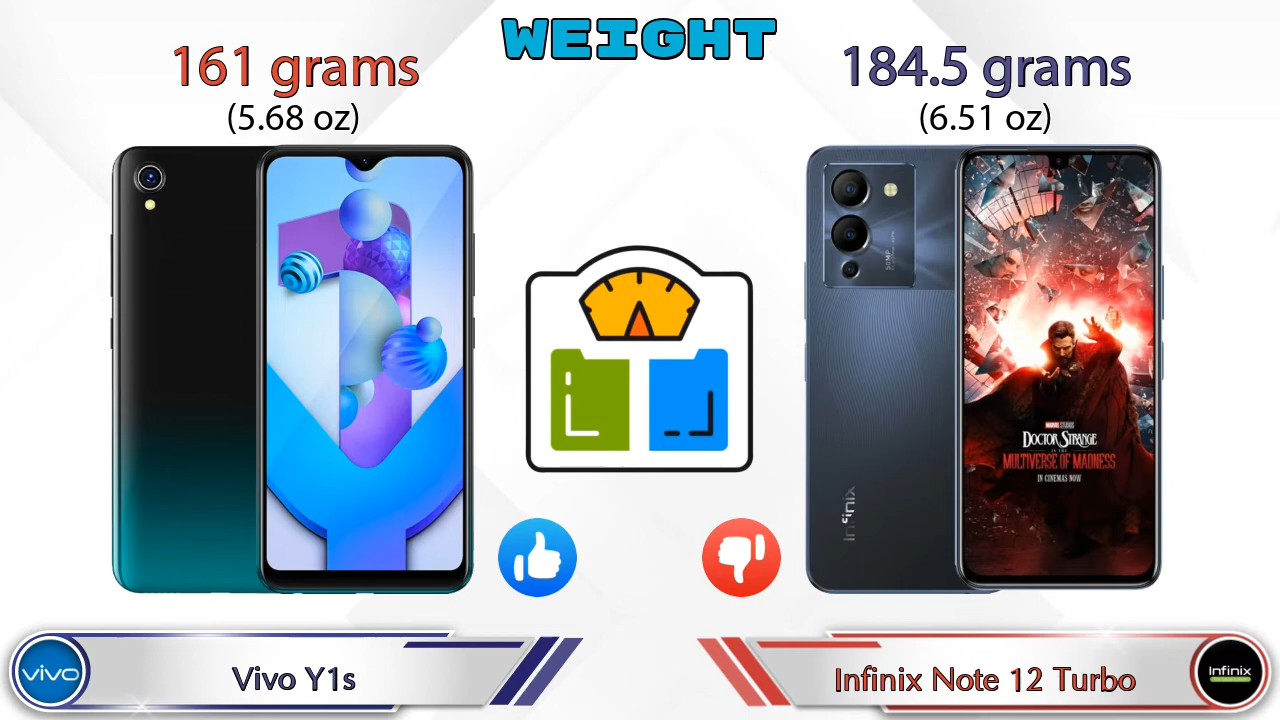 WEIGHT
161 grams
(5.68 oz)
184.5 grams
(6.51 oz)
50MP
Infinix
MARVEL STUDIOS
DOCTOR STRANGE
IN THE
MULTIVERSE OF MADNESS
IN CINEMAS NOW
vivo
Vivo Y1s
Infinix Note 12 Turbo
Infinix